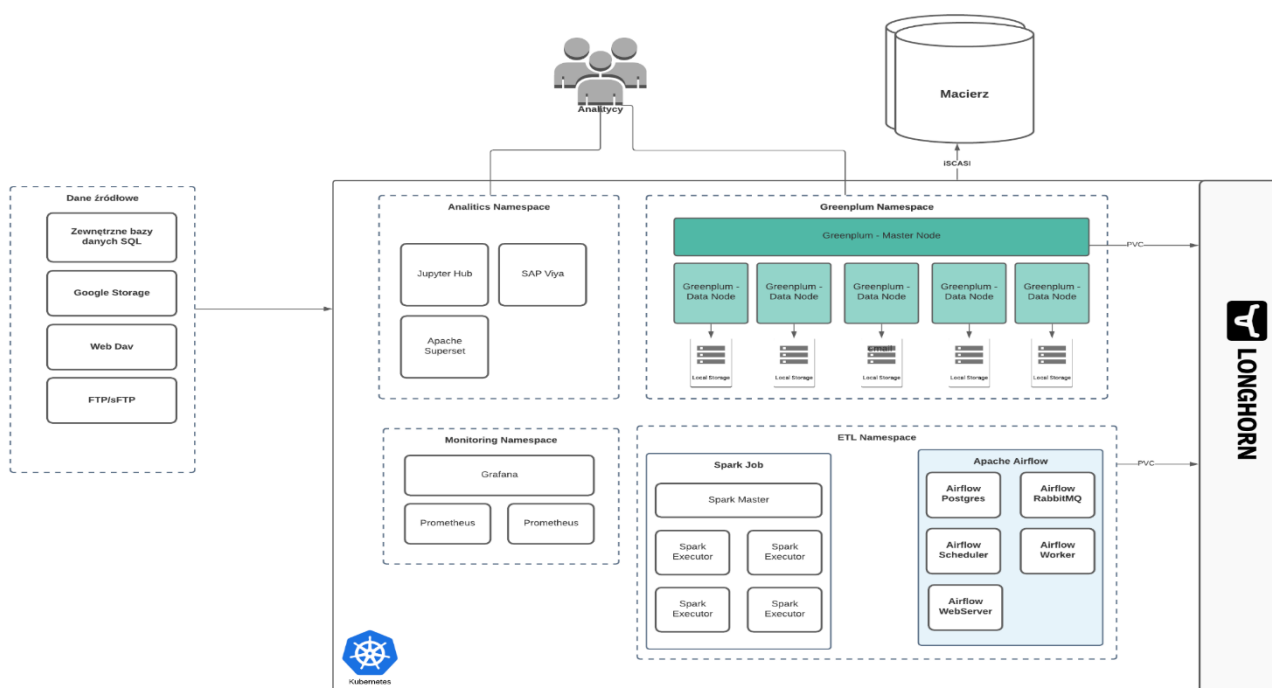 Analitycy
Macierz
iSCASI
Dane źródłowe
Zewnętrzne bazy
danych SQL
Google Storage
Web Dav
FTP/sFTP
Analitics Namespace
Jupyter Hub
SAP Viya
Apache
Superset
Greenplum Namespace
Greenplum - Master Node
PVC
Greenplum -
Data Node
Greenplum -
Data Node
Greenplum -
Data Node
Greenplum -
Data Node
Greenplum -
Data Node
Email
Local Storage
Local Storage
Local Storage
Local Storage
Local Storage
LONGHORN
Monitoring Namespace
Grafana
Prometheus
Prometheus
ETL Namespace
Spark Job
Spark Master
Spark
Executor
Spark
Executor
Spark
Executor
Spark
Executor
Apache Airflow
Airflow
Postgres
Airflow
RabbitMQ
Airflow
Scheduler
Airflow
Worker
Airflow
WebServer
PVC
Kubernetes